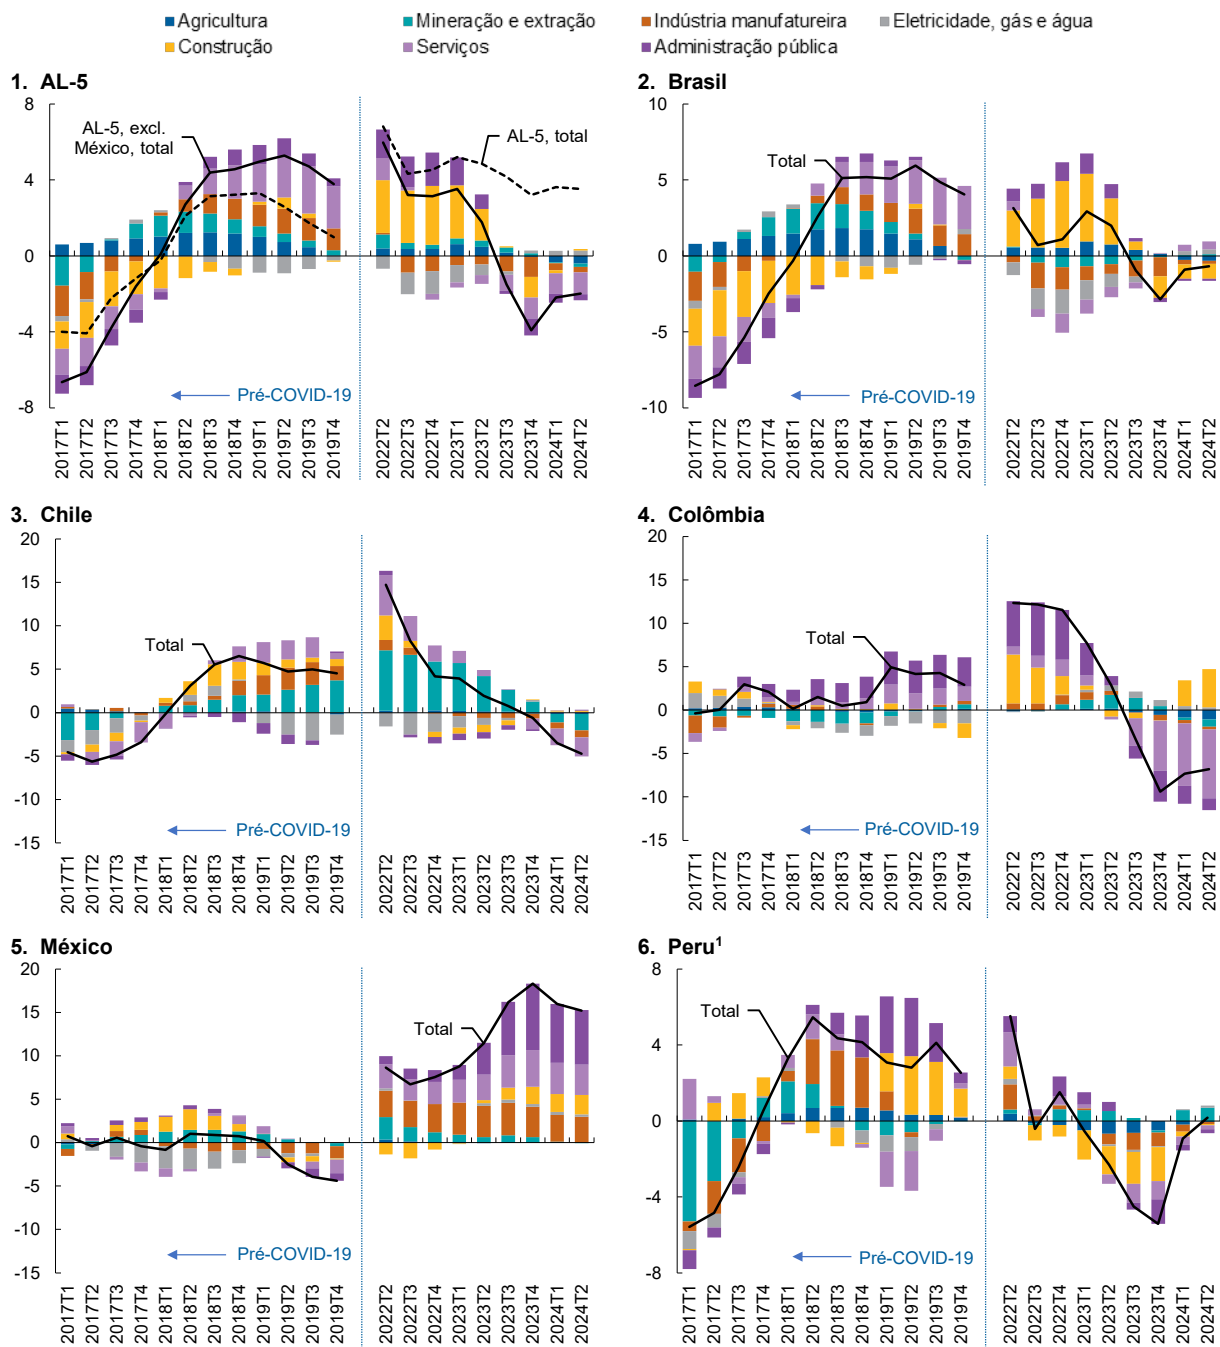 Agricultura Mineração e extração Indústria manufatureira Eletricidade, gás e água
Construção Serviços Administração pública
1. AL-5
8
4
0
-4
-8
AL-5, excl.
México, total
AL-5, total
Pré-COVID-19
2017T1 2017T2 2017T3 2017T4 2018T1 2018T2 2018T3 2018T4 2019T1 2019T2 2019T3 2019T4 2022T2 2022T3 2022T4 2023T1 2023T2 2023T3 2023T4 2024T1 2024T2
2. Brasil
10
5
0
-5
-10
Total
Pré-COVID-19
2017T1 2017T2 2017T3 2017T4 2018T1 2018T2 2018T3 2018T4 2019T1 2019T2 2019T3 2019T4 2022T2 2022T3 2022T4 2023T1 2023T2 2023T3 2023T4 2024T1 2024T2
3. Chile
20
15
10
5
0
-5
-10
-15
Total
Pré-COVID-19
2017T1 2017T2 2017T3 2017T4 2018T1 2018T2 2018T3 2018T4 2019T1 2019T2 2019T3 2019T4 2022T2 2022T3 2022T4 2023T1 2023T2 2023T3 2023T4 2024T1 2024T2
4. Colômbia
20
15
10
5
0
-5
-10
-15
Total
Pré-COVID-19
2017T1 2017T2 2017T3 2017T4 2018T1 2018T2 2018T3 2018T4 2019T1 2019T2 2019T3 2019T4 2022T2 2022T3 2022T4 2023T1 2023T2 2023T3 2023T4 2024T1 2024T2
5. México
20
15
10
5
0
-5
-10
-15
Total
Pré-COVID-19
2017T1 2017T2 2017T3 2017T4 2018T1 2018T2 2018T3 2018T4 2019T1 2019T2 2019T3 2019T4 2022T2 2022T3 2022T4 2023T1 2023T2 2023T3 2023T4 2024T1 2024T2
6. Peru¹
8
4
0
-4
-8
Total
Pré-COVID-19
2017T1 2017T2 2017T3 2017T4 2018T1 2018T2 2018T3 2018T4 2019T1 2019T2 2019T3 2019T4 2022T2 2022T3 2022T4 2023T1 2023T2 2023T3 2023T4 2024T1 2024T2